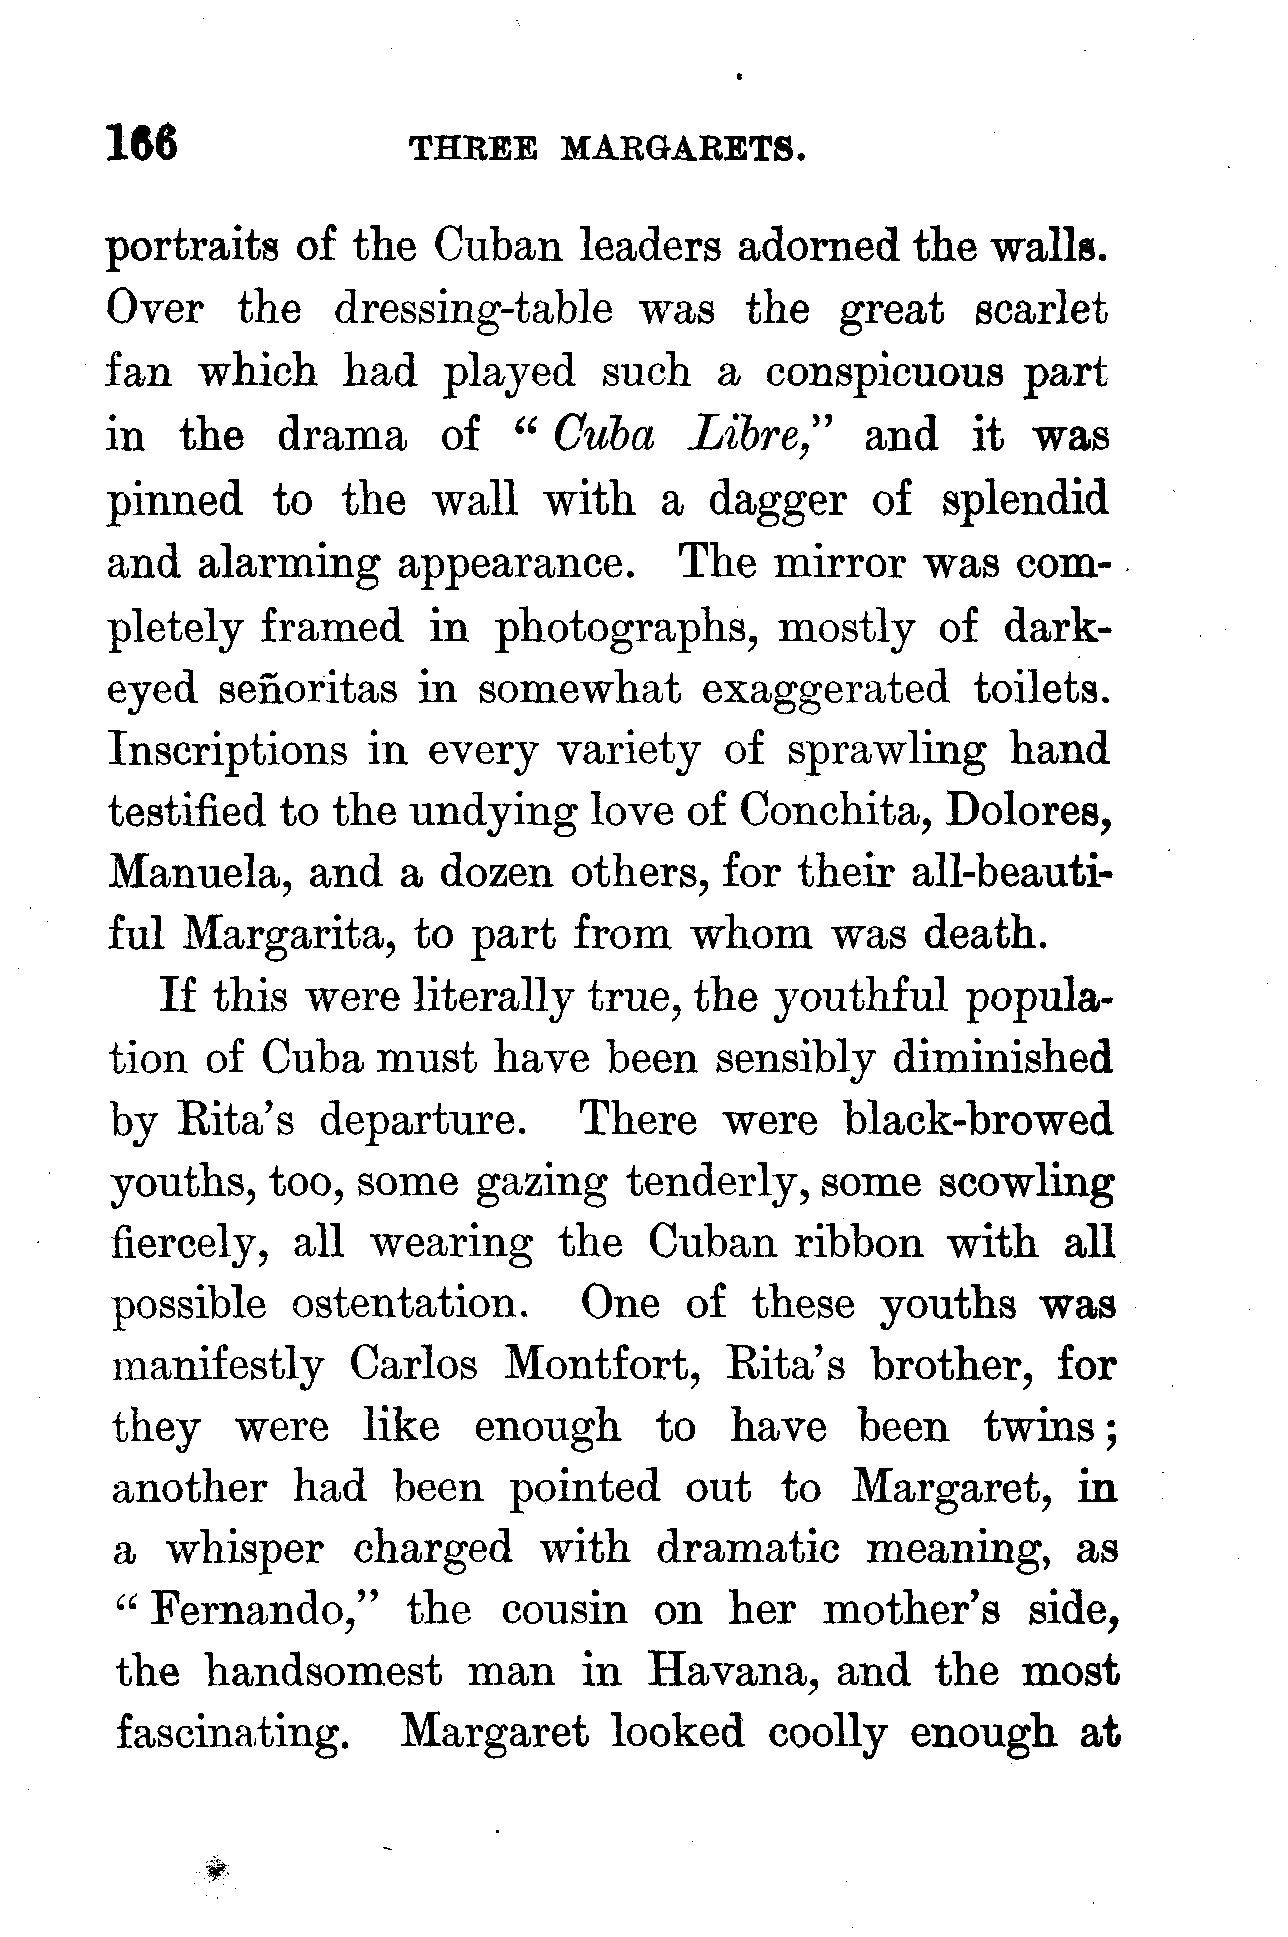 166 THREE MARGARETS.
portraits of the Cuban leaders adorned the walls.
Over the dressing-table was the great scarlet
fan which had played such a conspicuous part
in the drama of “ Cuba Libre,” and it was
pinned to the wall with a dagger of splendid
and alarming appearance. The mirror was com-
pletely framed in photographs, mostly of dark-
eyed señoritas in somewhat exaggerated toilets.
Inscriptions in every variety of sprawling hand
testified to the undying love of Conchita, Dolores,
Manuela, and a dozen others, for their all-beauti-
ful Margarita, to part from whom was death.
If this were literally true, the youthful popula-
tion of Cuba must have been sensibly diminished
by Rita’s departure. There were black-browed
youths, too, some gazing tenderly, some scowling
fiercely, all wearing the Cuban ribbon with all
possible ostentation. One of these youths was
manifestly Carlos Montfort, Rita’s brother, for
they were like enough to have been twins ;
another had been pointed out to Margaret, in
a whisper charged with dramatic meaning, as
“ Fernando,” the cousin on her mother’s side,
the handsomest man in Havana, and the most
fascinating. Margaret looked coolly enough at